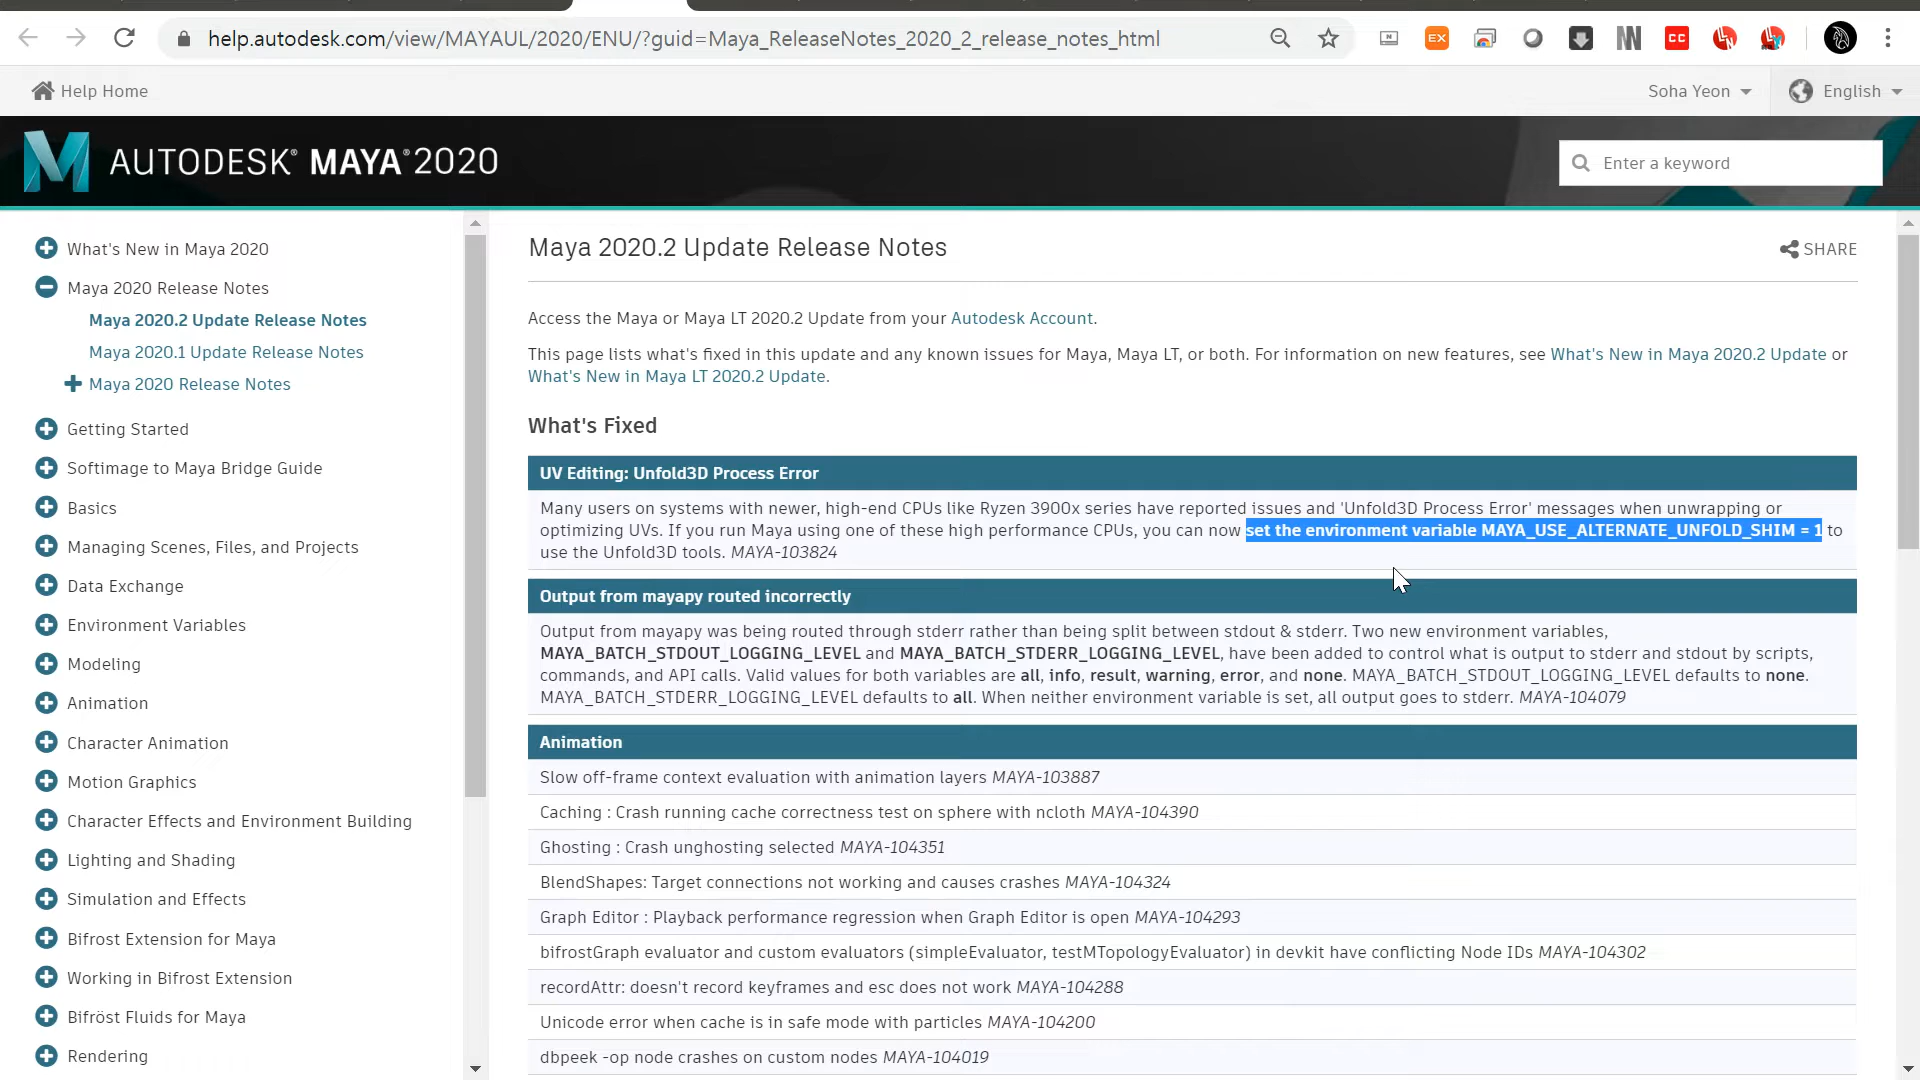 help.autodesk.com/view/MAYAUL/2020/ENU/?guid=Maya_ReleaseNotes_2020_2_release_notes_html
EX
CC
Help Home
Soha Yeon
English
AUTODESK® MAYA® 2020
Enter a keyword
What's New in Maya 2020
Maya 2020 Release Notes
Maya 2020.2 Update Release Notes
Maya 2020.1 Update Release Notes
Maya 2020 Release Notes
Getting Started
Softimage to Maya Bridge Guide
Basics
Managing Scenes, Files, and Projects
Data Exchange
Environment Variables
Modeling
Animation
Character Animation
Motion Graphics
Character Effects and Environment Building
Lighting and Shading
Simulation and Effects
Bifrost Extension for Maya
Working in Bifrost Extension
Bifröst Fluids for Maya
Rendering
Maya 2020.2 Update Release Notes
SHARE
Access the Maya or Maya LT 2020.2 Update from your Autodesk Account.
This page lists what's fixed in this update and any known issues for Maya, Maya LT, or both. For information on new features, see What's New in Maya 2020.2 Update or
What's New in Maya LT 2020.2 Update.
What's Fixed
UV Editing: Unfold3D Process Error
Many users on systems with newer, high-end CPUs like Ryzen 3900x series have reported issues and 'Unfold3D Process Error' messages when unwrapping or
optimizing UVs. If you run Maya using one of these high performance CPUs, you can now set the environment variable MAYA_USE_ALTERNATE_UNFOLD_SHIM = 1 to
use the Unfold3D tools. MAYA-103824
Output from mayapy routed incorrectly
Output from mayapy was being routed through stderr rather than being split between stdout & stderr. Two new environment variables,
MAYA_BATCH_STDOUT_LOGGING_LEVEL and MAYA_BATCH_STDERR_LOGGING_LEVEL, have been added to control what is output to stderr and stdout by scripts,
commands, and API calls. Valid values for both variables are all, info, result, warning, error, and none. MAYA_BATCH_STDOUT_LOGGING_LEVEL defaults to none.
MAYA_BATCH_STDERR_LOGGING_LEVEL defaults to all. When neither environment variable is set, all output goes to stderr. MAYA-104079
Animation
Slow off-frame context evaluation with animation layers MAYA-103887
Caching : Crash running cache correctness test on sphere with ncloth MAYA-104390
Ghosting : Crash unghosting selected MAYA-104351
BlendShapes: Target connections not working and causes crashes MAYA-104324
Graph Editor : Playback performance regression when Graph Editor is open MAYA-104293
bifrostGraph evaluator and custom evaluators (simpleEvaluator, testMTopologyEvaluator) in devkit have conflicting Node IDs MAYA-104302
recordAttr: doesn't record keyframes and esc does not work MAYA-104288
Unicode error when cache is in safe mode with particles MAYA-104200
dbpeek -op node crashes on custom nodes MAYA-104019